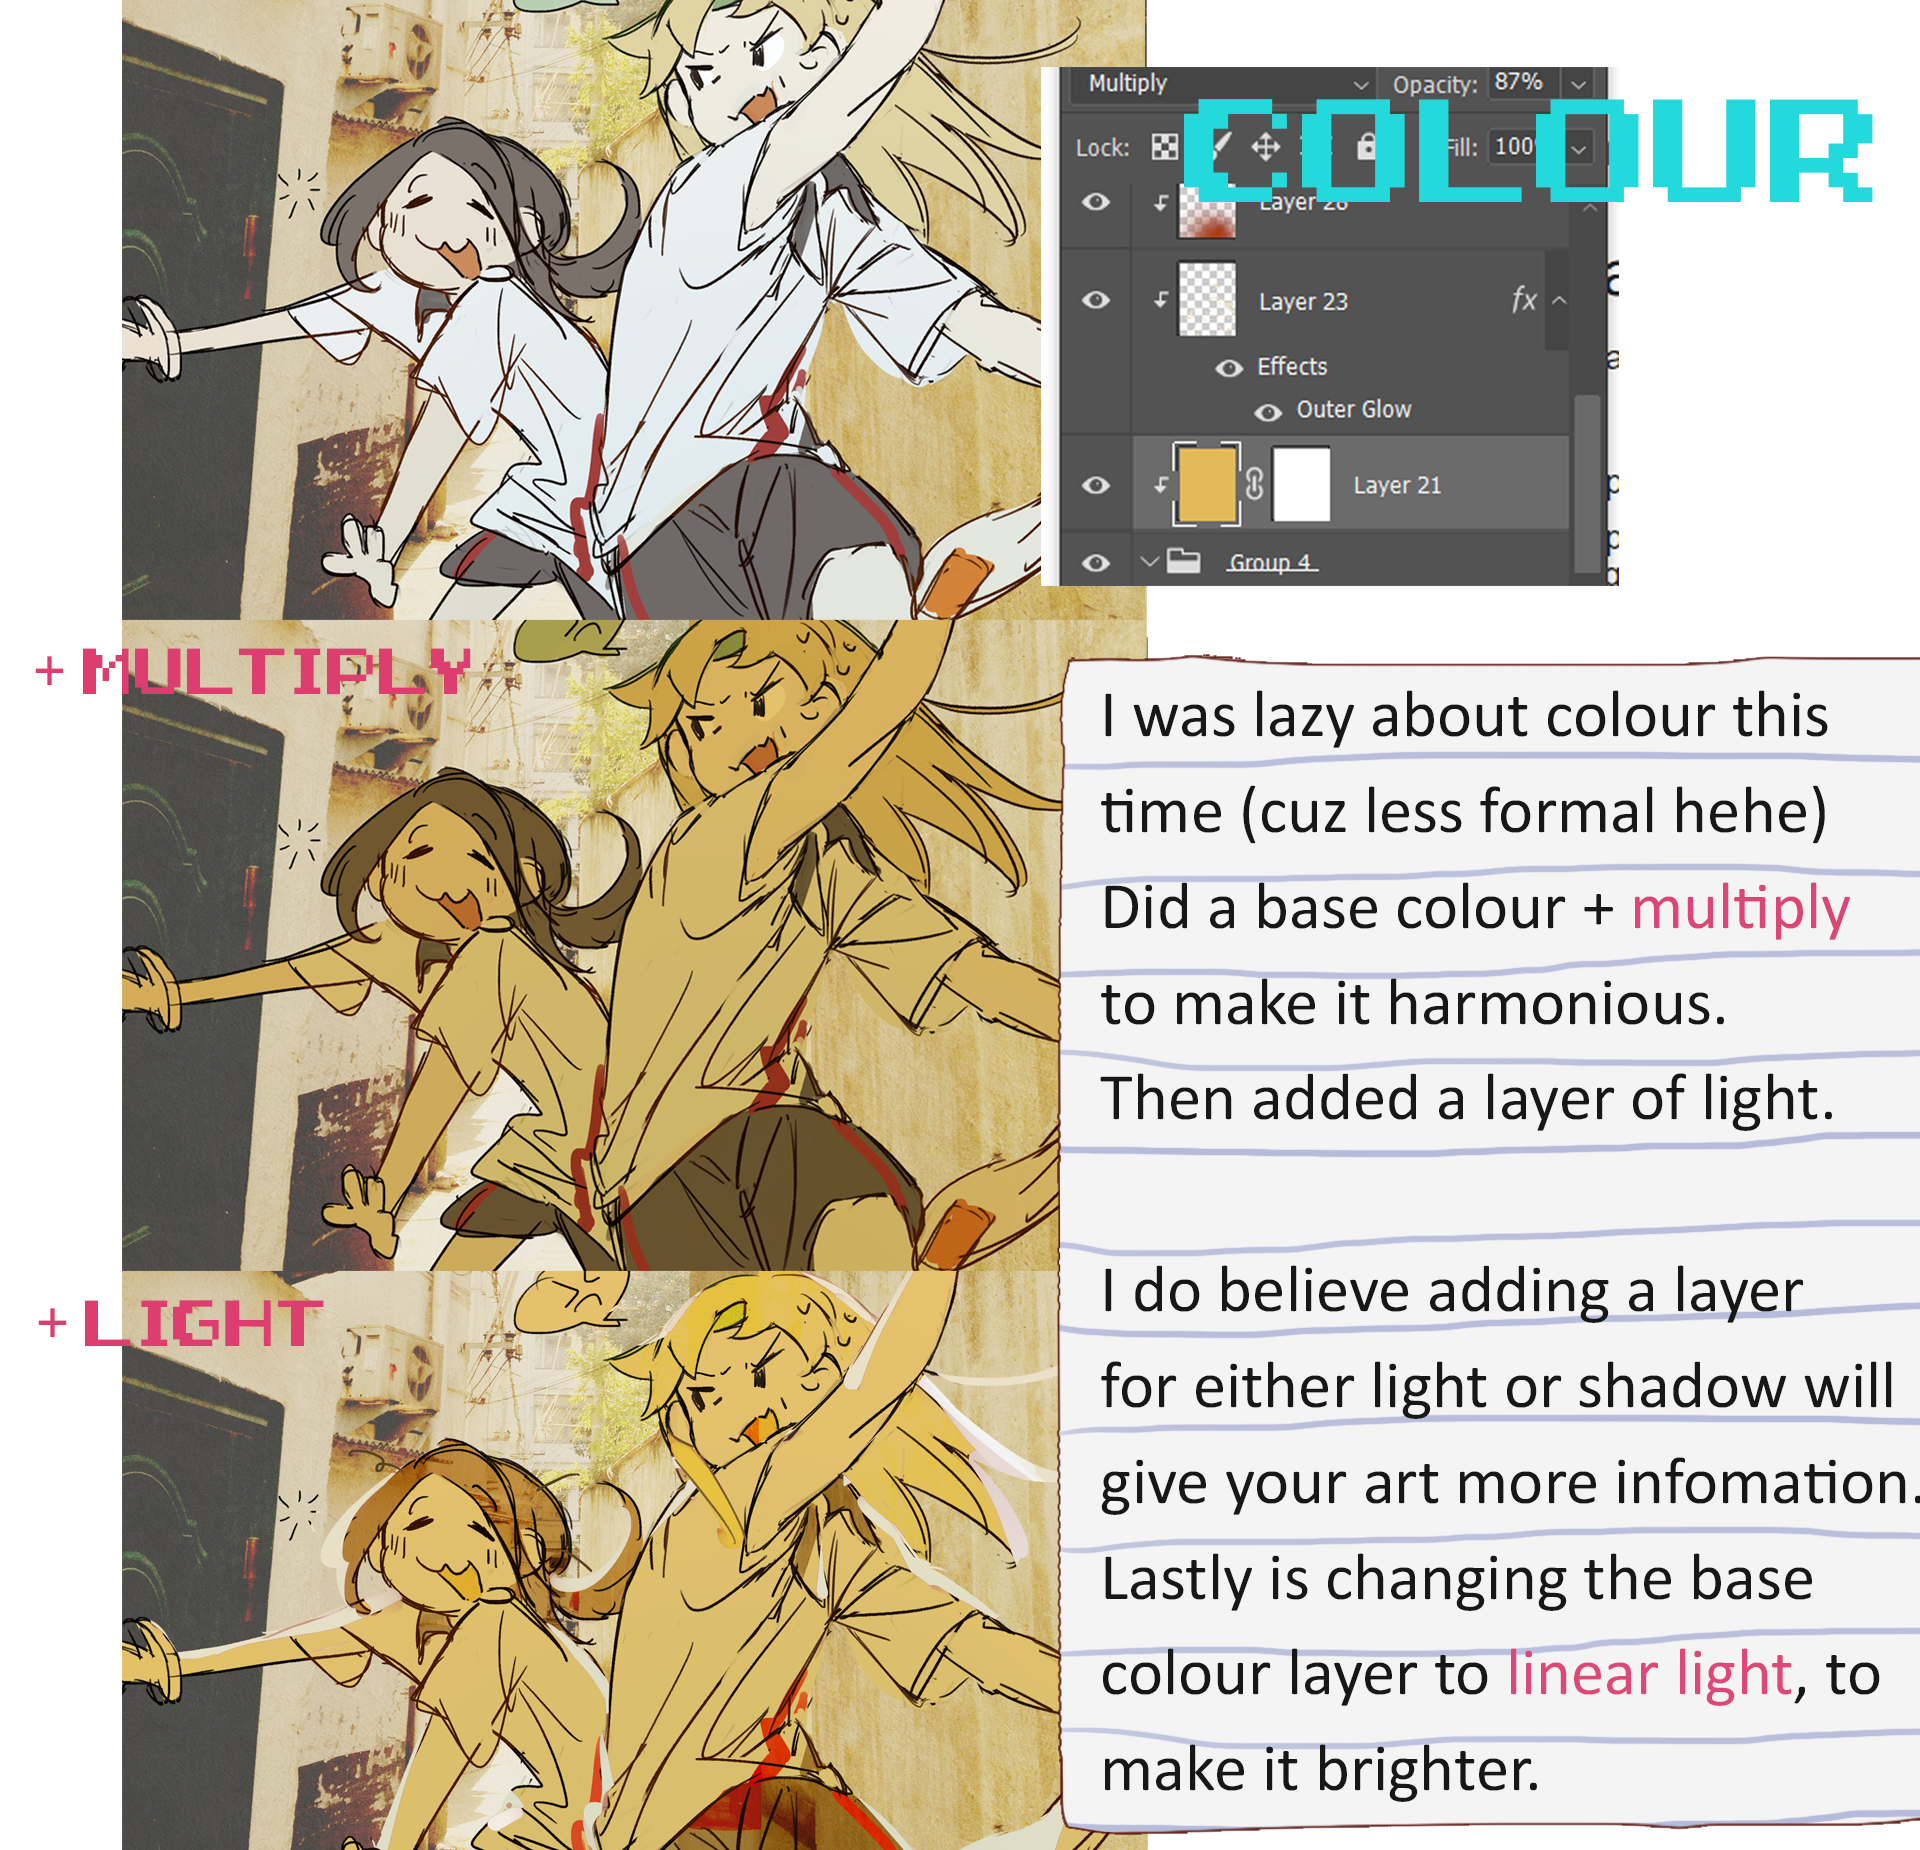 Multiply
Opacity: 87%
COLOUR
Lock:
Fill: 100
Layer
Layer 23
fx
Effects
Outer Glow
Layer 21
Group 4
+ MULTIPLY
I was lazy about colour this
time (cuz less formal hehe)
Did a base colour + multiply
to make it harmonious.
Then added a layer of light.
+ LIGHT
I do believe adding a layer
for either light or shadow will
give your art more infomation.
Lastly is changing the base
colour layer to linear light, to
make it brighter.